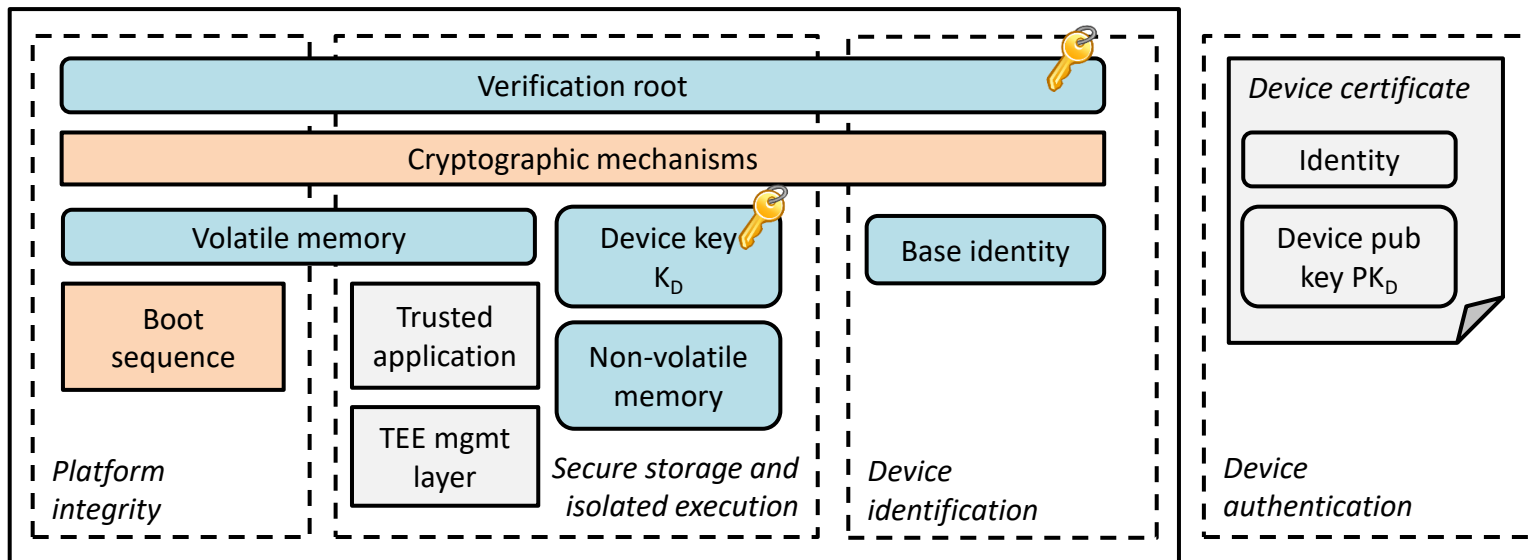 Verification root
Cryptographic mechanisms
Volatile memory
Boot
sequence
Platform
integrity
Trusted
application
TEE mgmt
layer
Device key
K_D
Non-volatile
memory
Secure storage and
isolated execution
Base identity
Device
identification
Device certificate
Identity
Device pub
key PK_D
Device
authentication